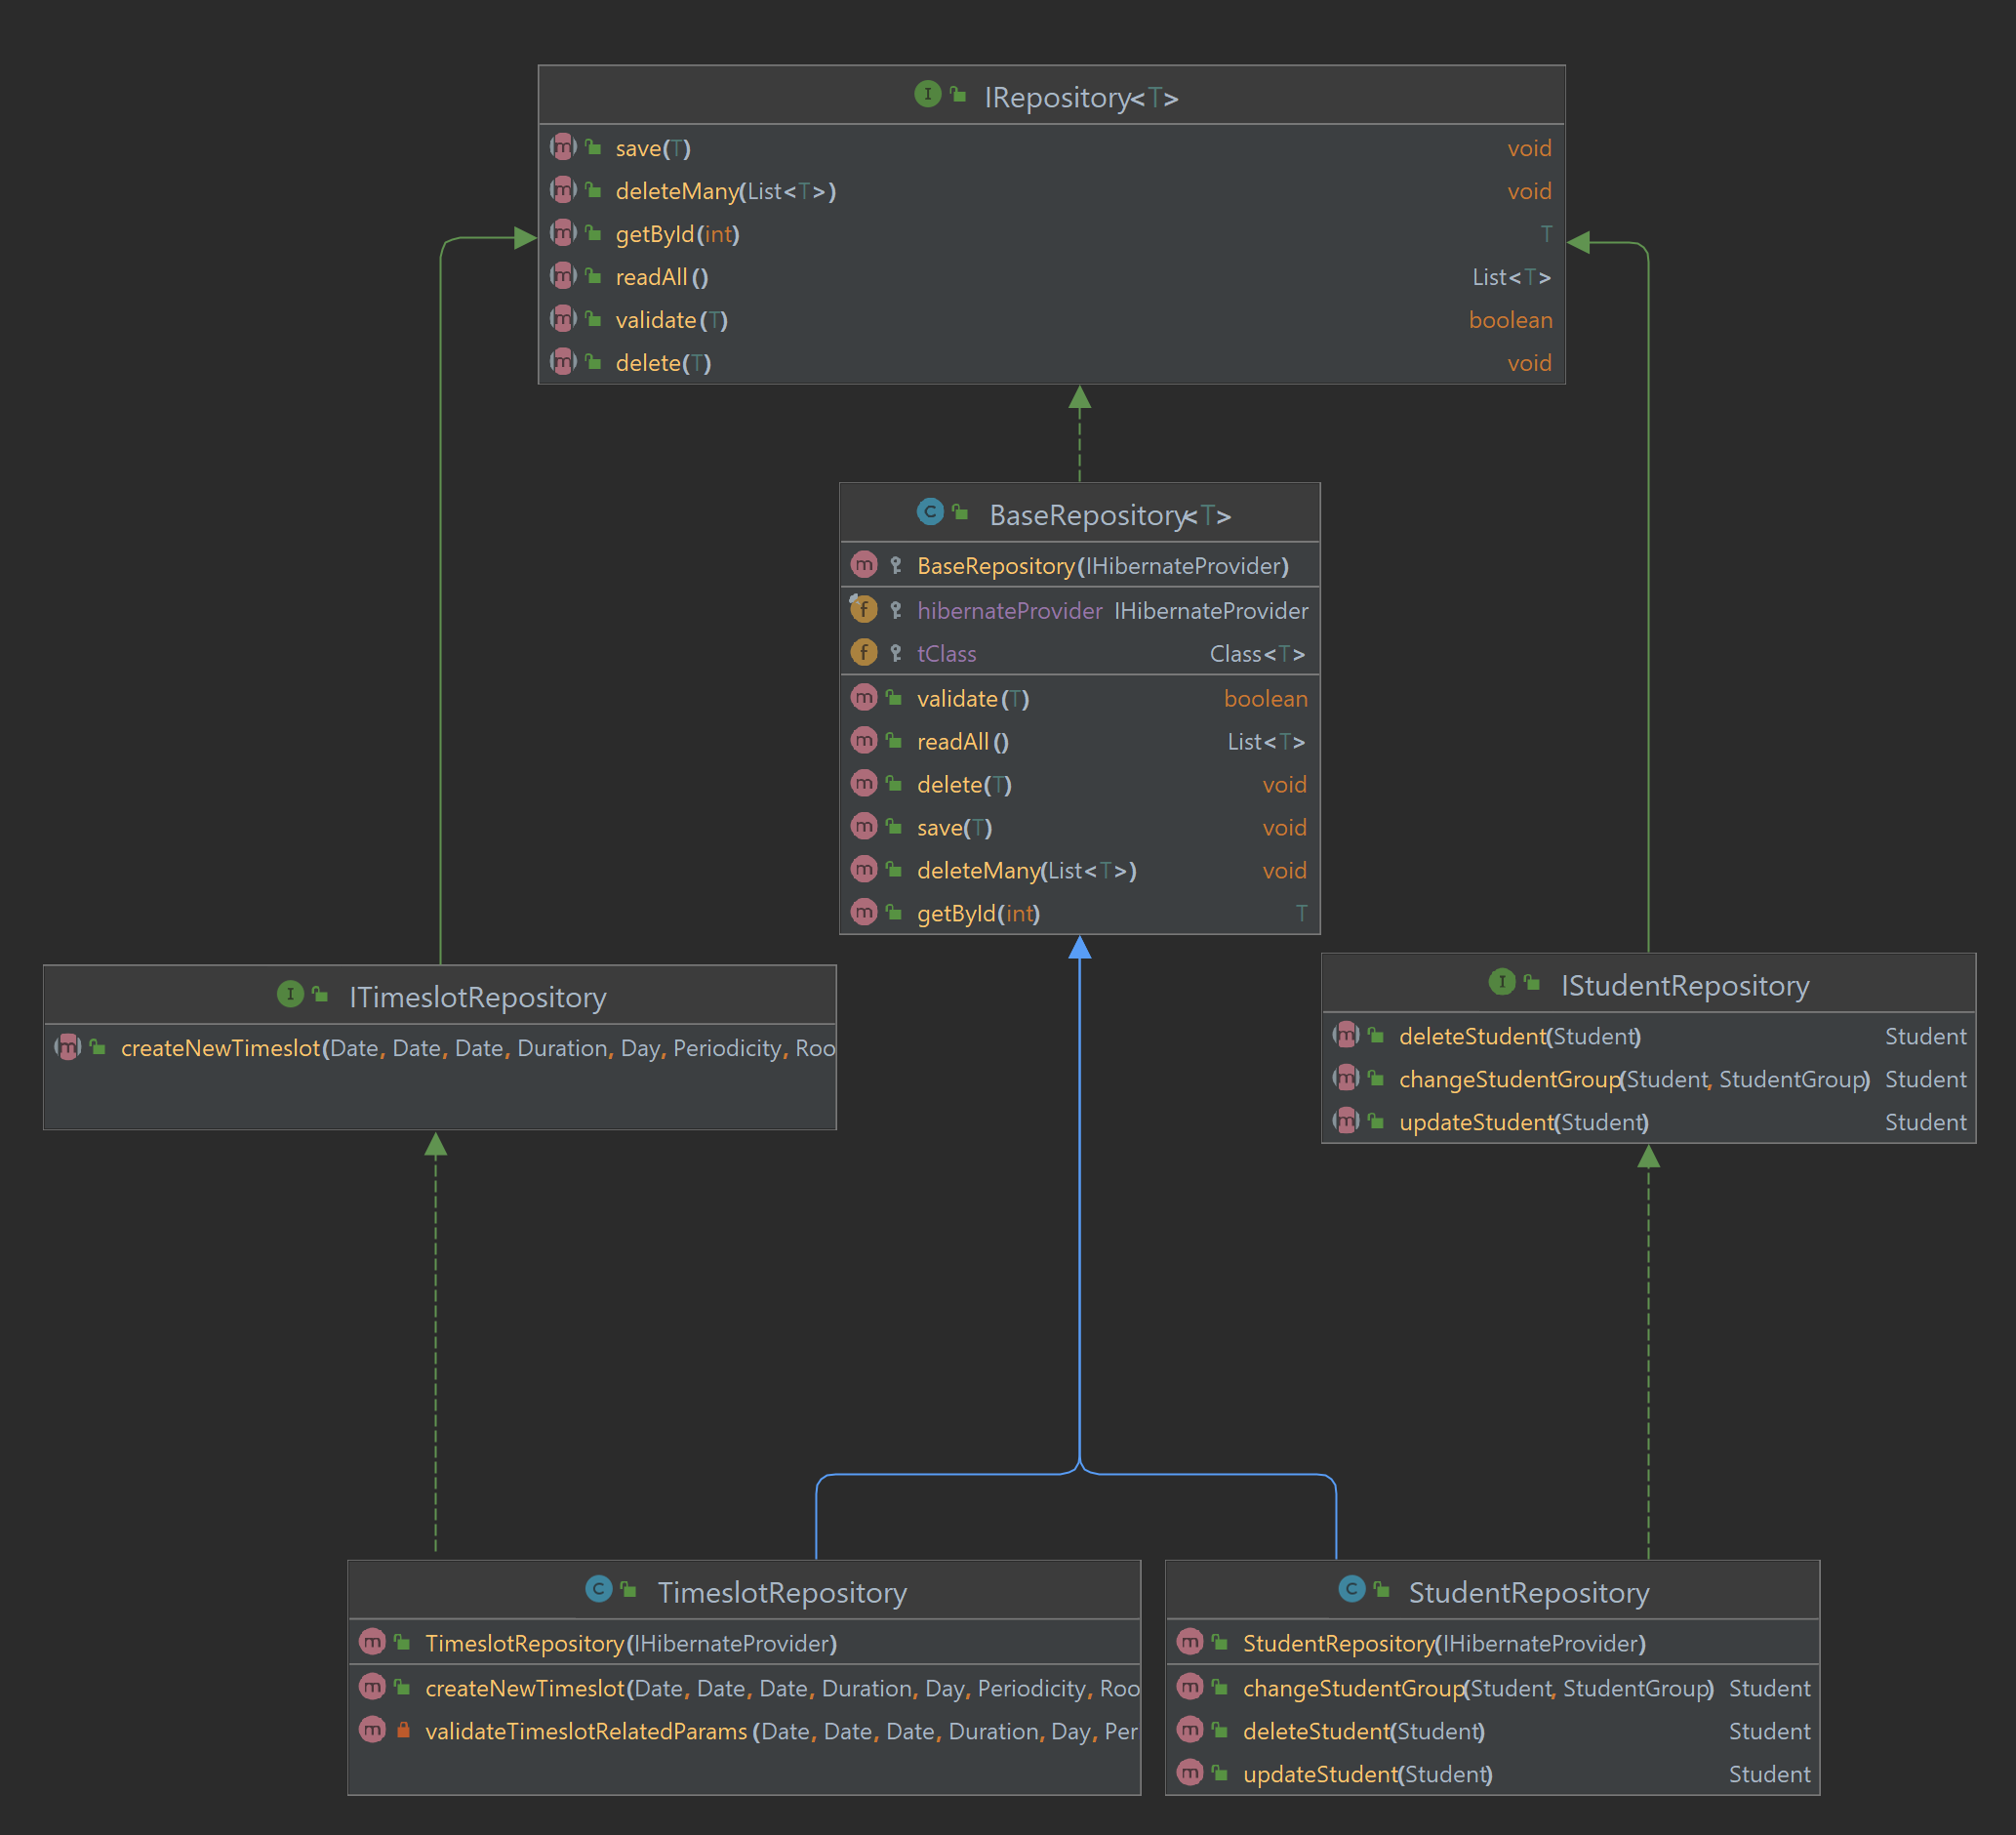 IRepository<T>
save(T) void
deleteMany(List<T>) void
getById(int) T
readAll() List<T>
validate(T) boolean
delete(T) void
BaseRepository<T>
BaseRepository(IHibernateProvider)
hibernateProvider IHibernateProvider
tClass Class<T>
validate(T) boolean
readAll() List<T>
delete(T) void
save(T) void
deleteMany(List<T>) void
getById(int) T
ITimeslotRepository
createNewTimeslot(Date, Date, Date, Duration, Day, Periodicity, Roo
IStudentRepository
deleteStudent(Student) Student
changeStudentGroup(Student, StudentGroup) Student
updateStudent(Student) Student
TimeslotRepository
TimeslotRepository(IHibernateProvider)
createNewTimeslot(Date, Date, Date, Duration, Day, Periodicity, Roo
validateTimeslotRelatedParams(Date, Date, Date, Duration, Day, Per
StudentRepository
StudentRepository(IHibernateProvider)
changeStudentGroup(Student, StudentGroup) Student
deleteStudent(Student) Student
updateStudent(Student) Student